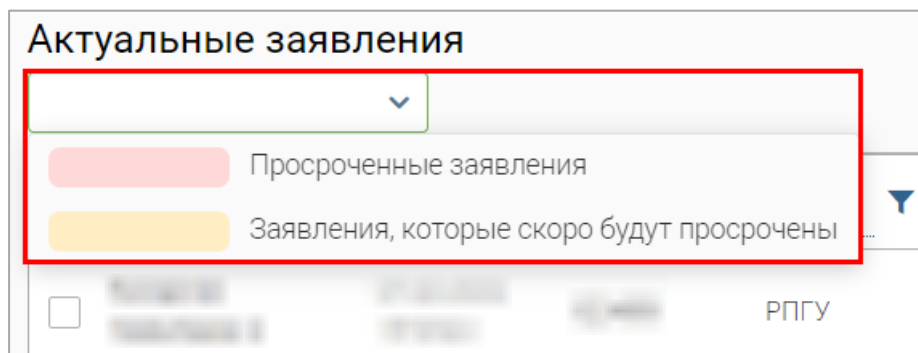 Актуальные заявления
Просроченные заявления
Заявления, которые скоро будут просрочены
...
РПГУ